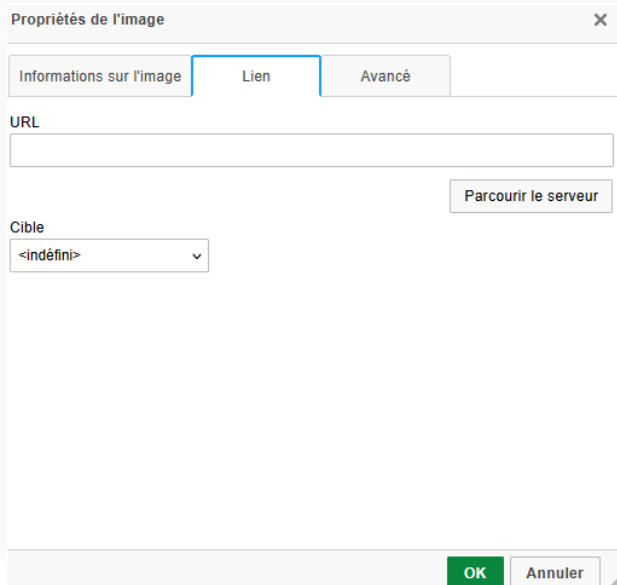 Propriétés de l'image
Informations sur l'image Lien Avancé
URL
Parcourir le serveur
Cible
<indéfini>
OK Annuler